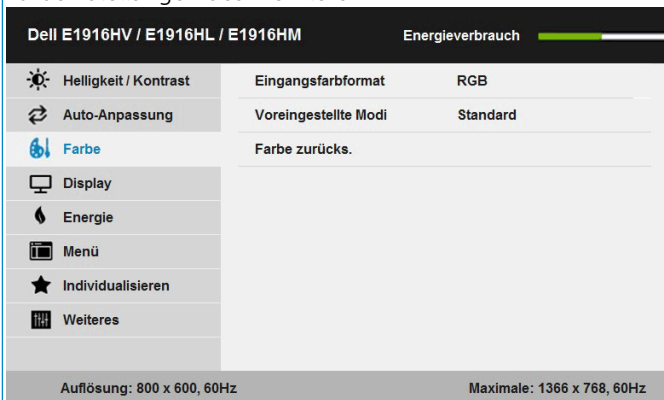 Dell E1916HV / E1916HL / E1916HM Energieverbrauch
Helligkeit / Kontrast Eingangsfarbformat RGB
Auto-Anpassung Voreingestellte Modi Standard
Farbe Farbe zurücks.
Display
Energie
Menü
Individualisieren
Weiteres
Auflösung: 800 x 600, 60Hz Maximale: 1366 x 768, 60Hz